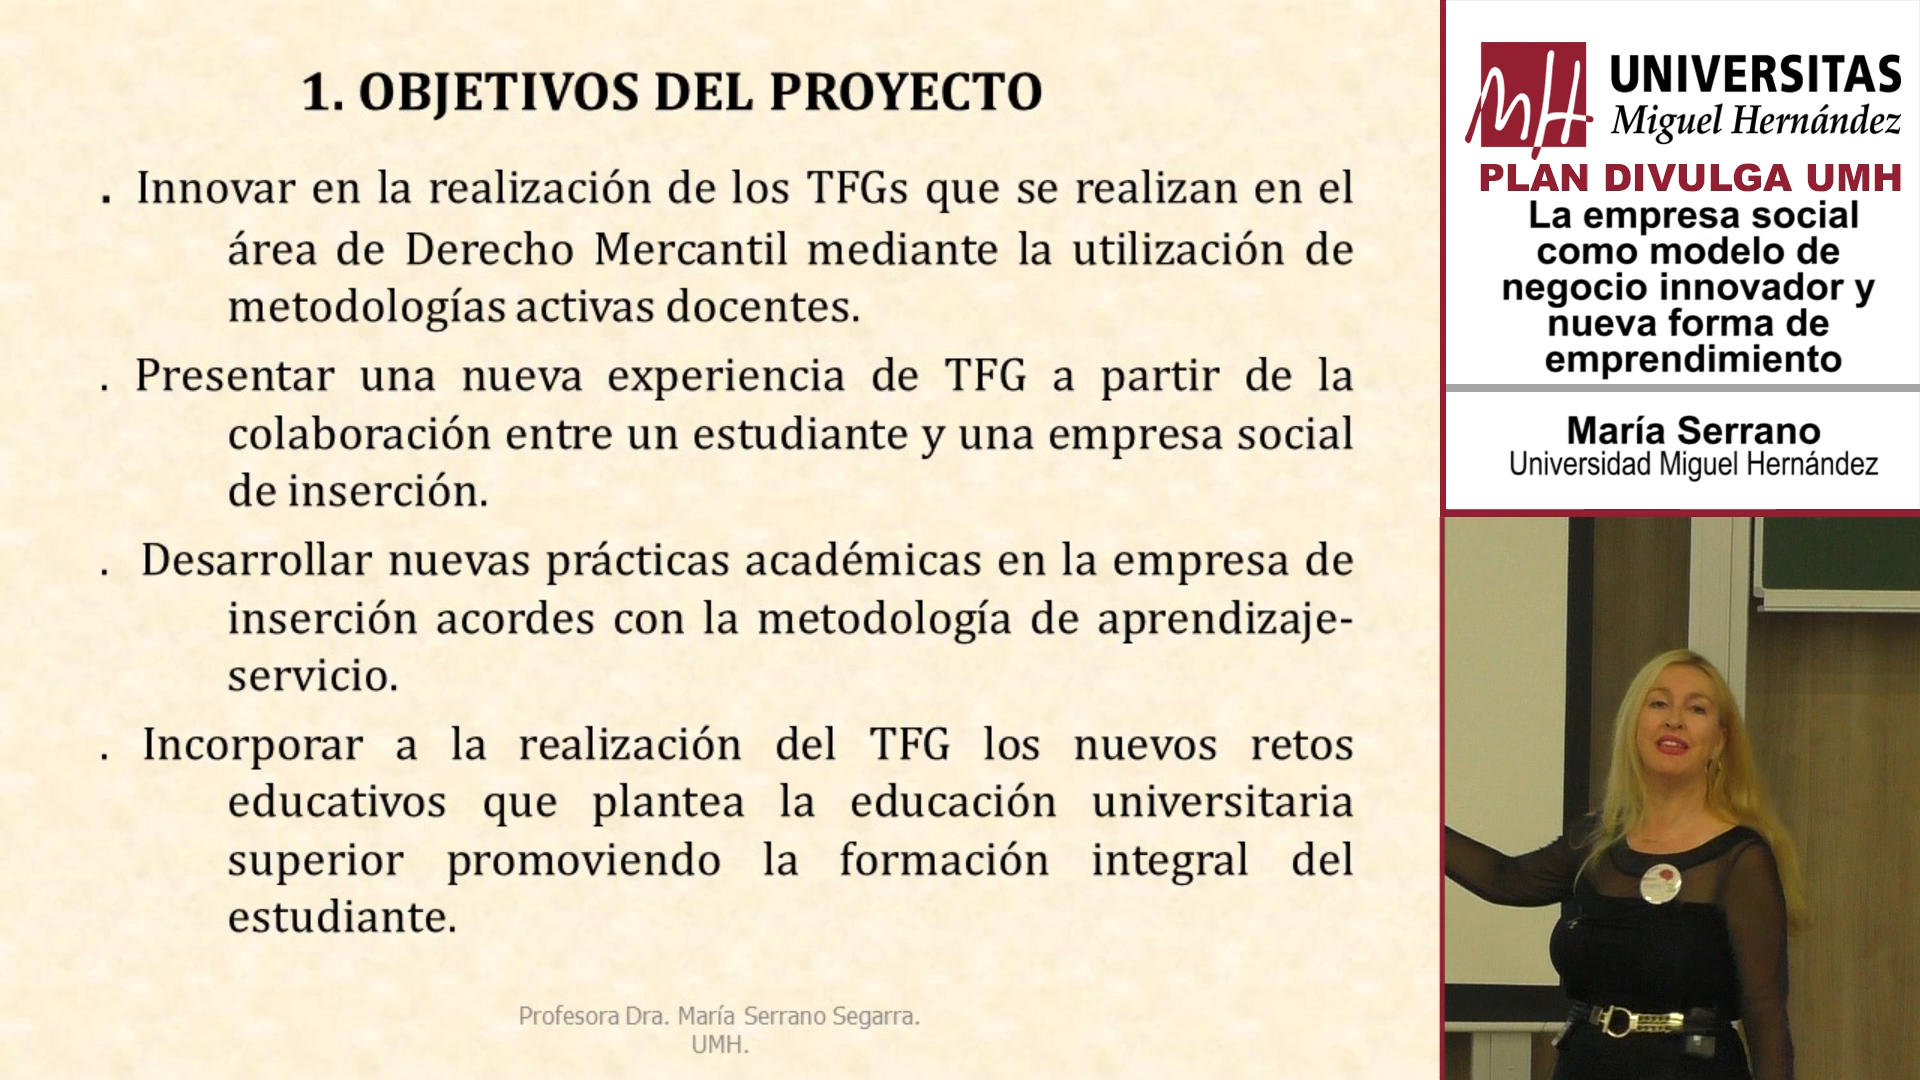 1. OBJETIVOS DEL PROYECTO
. Innovar en la realización de los TFGs que se realizan en el
área de Derecho Mercantil mediante la utilización de
metodologías activas docentes.
. Presentar una nueva experiencia de TFG a partir de la
colaboración entre un estudiante y una empresa social
de inserción.
. Desarrollar nuevas prácticas académicas en la empresa de
inserción acordes con la metodología de aprendizaje-
servicio.
. Incorporar a la realización del TFG los nuevos retos
educativos que plantea la educación universitaria
superior promoviendo la formación integral del
estudiante.
Profesora Dra. María Serrano Segarra.
UMH.
MH
UNIVERSITAS
Miguel Hernández
PLAN DIVULGA UMH
La empresa social
como modelo de
negocio innovador y
nueva forma de
emprendimiento
María Serrano
Universidad Miguel Hernández